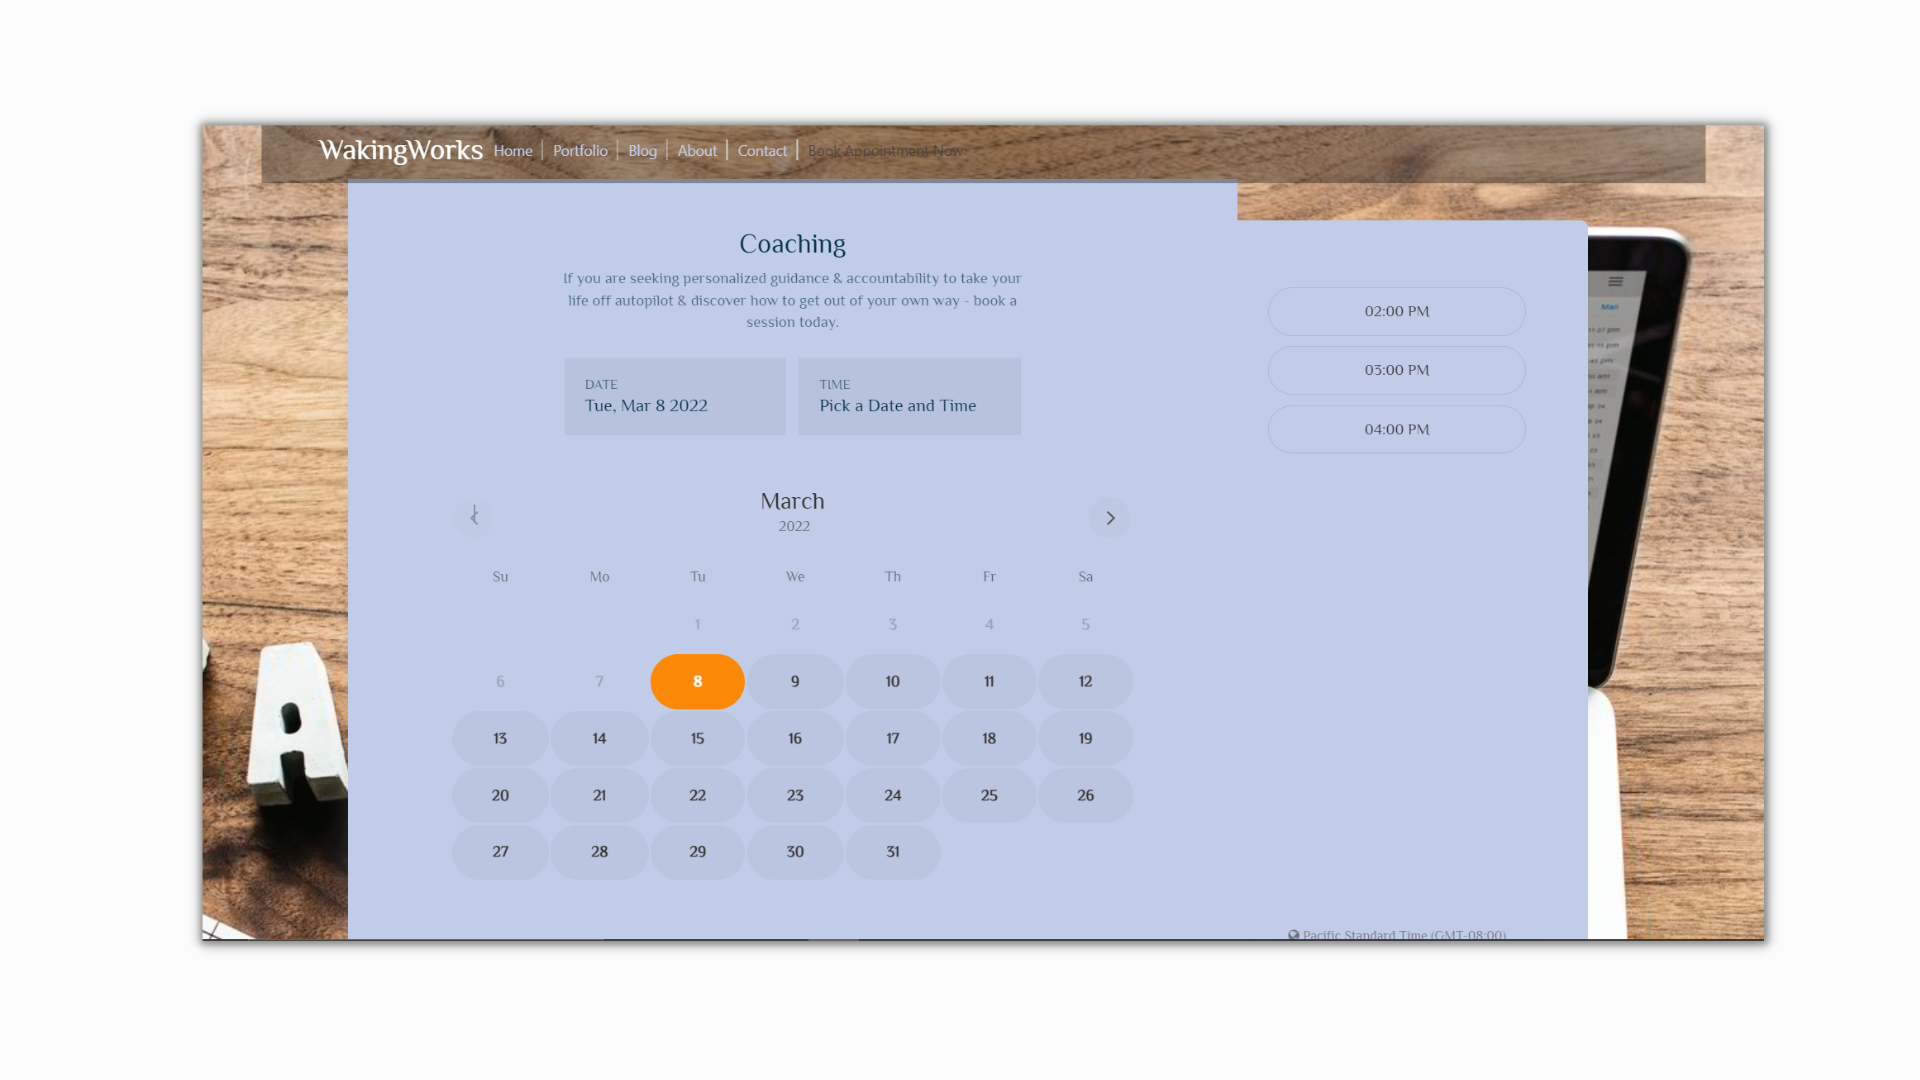 WakingWorks Home Portfolio Blog About Contact Book Appointment Now
Coaching
If you are seeking personalized guidance & accountability to take your
life off autopilot & discover how to get out of your own way - book a
session today.
DATE
Tue, Mar 8 2022
TIME
Pick a Date and Time
March
2022
Su Mo Tu We Th Fr Sa
1 2 3 4 5
6 7 8 9 10 11 12
13 14 15 16 17 18 19
20 21 22 23 24 25 26
27 28 29 30 31
02:00 PM
03:00 PM
04:00 PM
Pacific Standard Time (GMT-08:00)
Mail
A